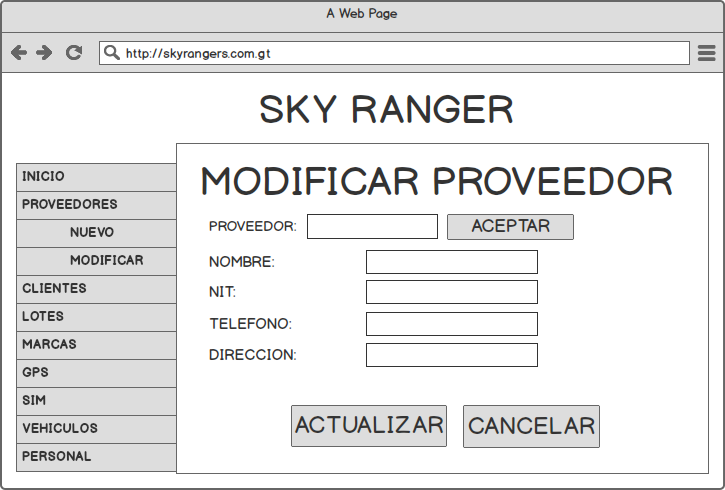 A Web Page
http://skyrangers.com.gt
SKY RANGER
INICIO
PROVEEDORES
NUEVO
MODIFICAR
CLIENTES
LOTES
MARCAS
GPS
SIM
VEHICULOS
PERSONAL
MODIFICAR PROVEEDOR
PROVEEDOR: ACEPTAR
NOMBRE:
NIT:
TELEFONO:
DIRECCION:
ACTUALIZAR CANCELAR